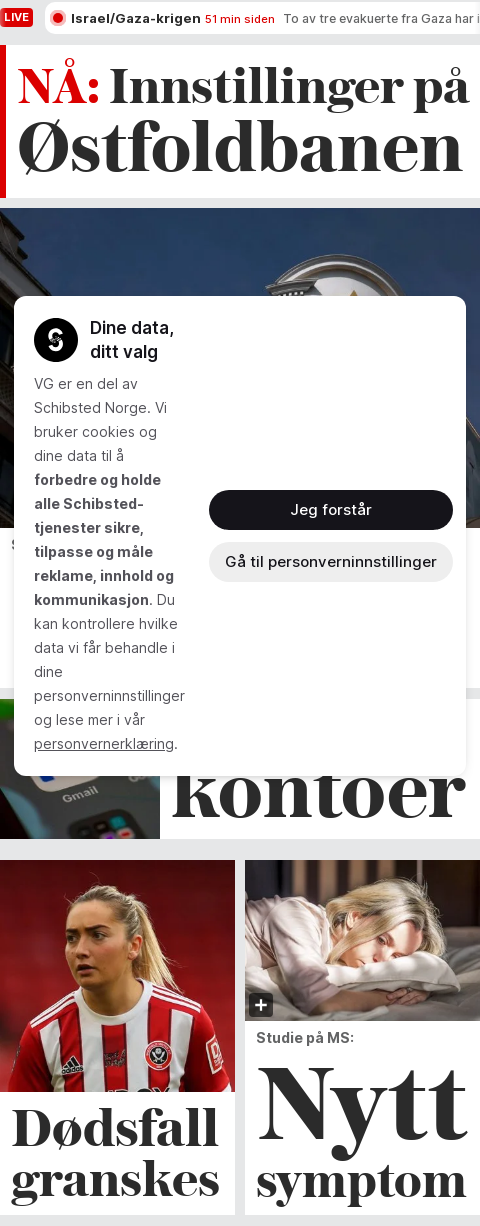 LIVE
Israel/Gaza-krigen 51 min siden To av tre evakuerte fra Gaza har
NÅ: Innstillinger på
Østfoldbanen
Dine data,
ditt valg
VG er en del av
Schibsted Norge. Vi
bruker cookies og
dine data til å
forbedre og holde
alle Schibsted-
tjenester sikre,
tilpasse og måle
reklame, innhold og
kommunikasjon. Du
kan kontrollere hvilke
data vi får behandle i
dine
personverninnstillinger
og lese mer i vår
personvernerklæring.
Jeg forstår
Gå til personverninnstillinger
Gmail
kontoer
Dødsfall
granskes
Studie på MS:
Nytt
symptom